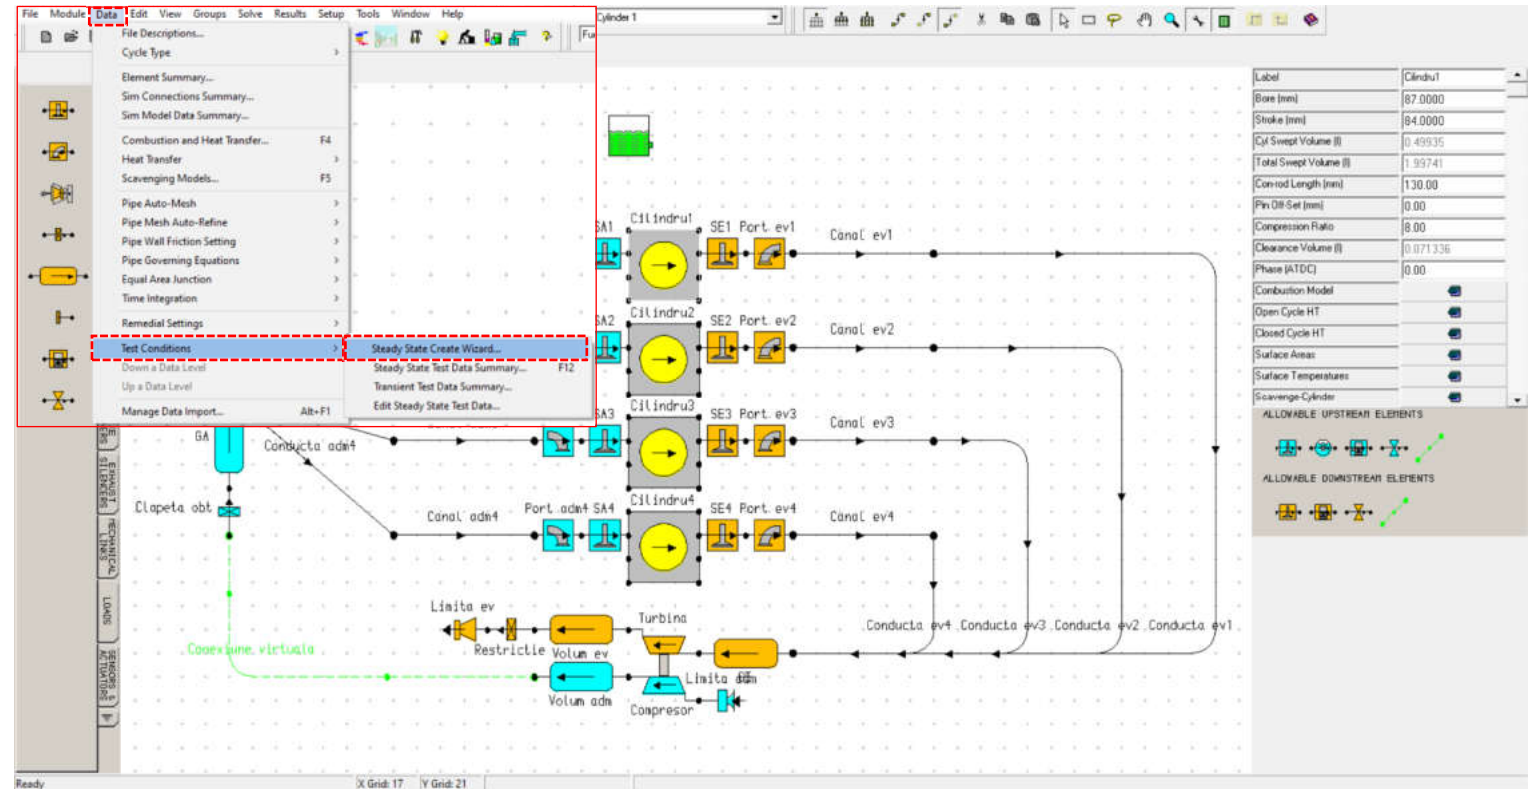 File Module Data Edit View Groups Solve Results Setup Tools Window Help
Cylinder 1
File Descriptions...
Cycle Type
Element Summary...
Sim Connections Summary...
Sim Model Data Summary...
Combustion and Heat Transfer... F4
Heat Transfer
Scavenging Models... F5
Pipe Auto-Mesh
Pipe Mesh Auto-Refine
Pipe Wall Friction Setting
Pipe Governing Equations
Equal Area Junction
Time Integration
Remedial Settings
Test Conditions
Down a Data Level
Up a Data Level
Manage Data Import... Alt+F1
Steady State Create Wizard...
Steady State Test Data Summary... F12
Transient Test Data Summary...
Edit Steady State Test Data...
Label Cilindru1
Bore (mm) 87.0000
Stroke (mm) 84.0000
Cyl Swept Volume (l) 0.49935
Total Swept Volume (l) 1.99741
Con-rod Length (mm) 130.00
Pin Off-Set (mm) 0.00
Compression Ratio 8.00
Clearance Volume (l) 0.071336
Phase (ATDC) 0.00
Combustion Model
Open Cycle HT
Closed Cycle HT
Surface Areas
Surface Temperatures
Scavenge-Cylinder
ALLOWABLE UPSTREAM ELEMENTS
ALLOWABLE DOWNSTREAM ELEMENTS
SA1 Cilindru1 SE1 Port ev1 Canal ev1
SA2 Cilindru2 SE2 Port ev2 Canal ev2
SA3 Cilindru3 SE3 Port ev3 Canal ev3
GA Conducta adm4
Clapeta obt Canal adm4 Port adm4 SA4 Cilindru4 SE4 Port ev4 Canal ev4
EXHAUST SILENCERS
MECHANICAL LINKS
LOADS
SENSORS & ACTUATORS
Limita ev Turbina
Conducta ev4 Conducta ev3 Conducta ev2 Conducta ev1
Conexiune virtuala Restrictie Volum ev
Volum adm Compresor
Ready X Grid: 17 Y Grid: 21